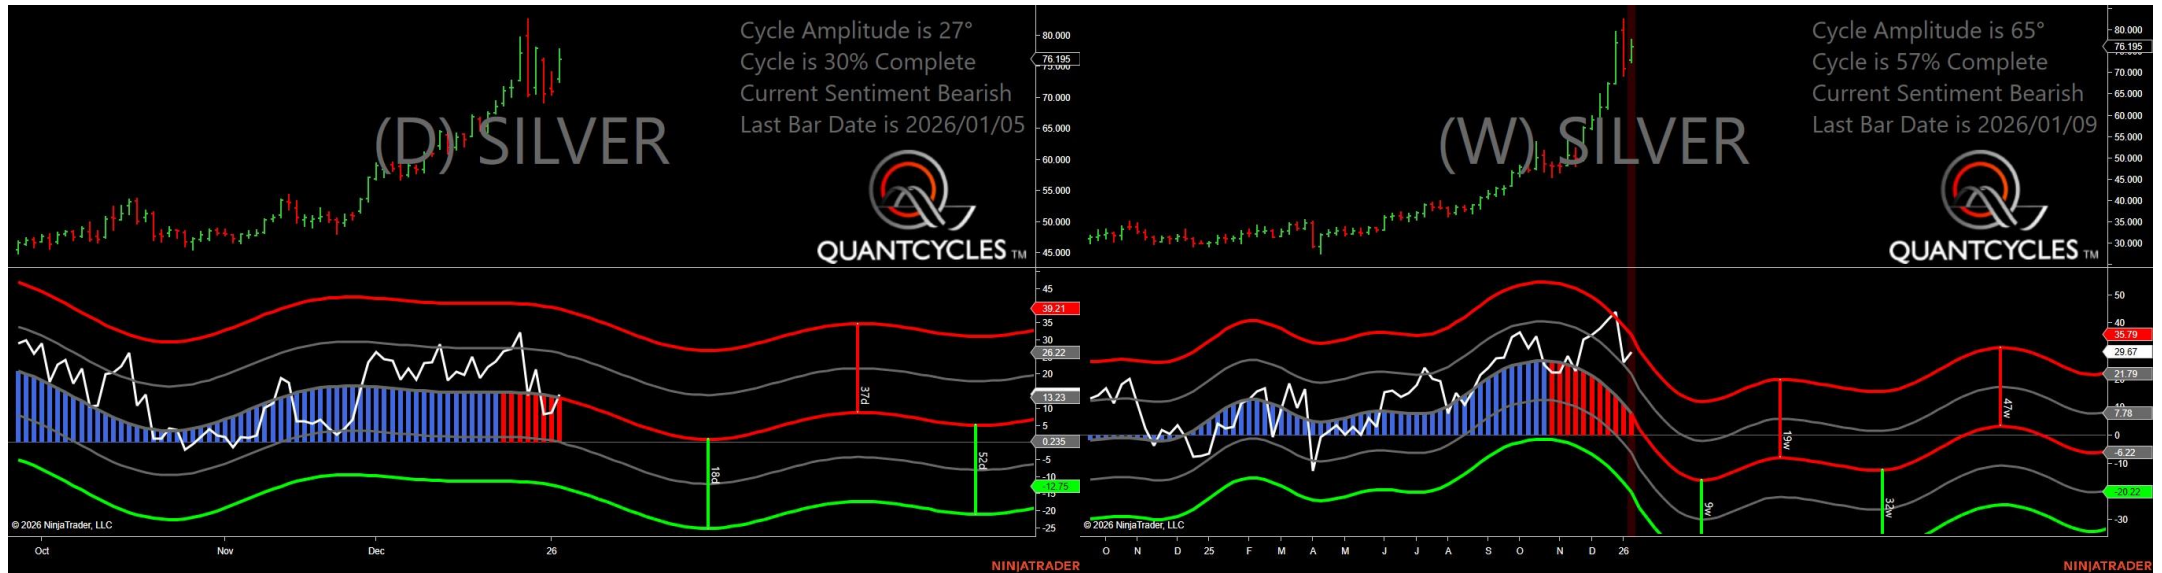 Cycle Amplitude is 27°
Cycle is 30% Complete
Current Sentiment Bearish
Last Bar Date is 2026/01/05
(D) SILVER
QUANTCYCLES TM
80.000
76.195
75.000
70.000
65.000
60.000
55.000
50.000
45.000
45
39.21
35
30
26.22
20
13.23
10
5
0.235
-5
-10
-12.75
-15
-20
-25
37d
18d
52d
© 2026 NinjaTrader, LLC
Oct
Nov
Dec
26
NINJATRADER
Cycle Amplitude is 65°
Cycle is 57% Complete
Current Sentiment Bearish
Last Bar Date is 2026/01/09
(W) SILVER
QUANTCYCLES TM
80.000
76.195
70.000
65.000
60.000
55.000
50.000
45.000
40.000
35.000
30.000
50
40
35.79
29.67
21.79
10
7.78
0
-6.22
-10
-20.22
-30
19w
47w
9w
32w
© 2026 NinjaTrader, LLC
O N D 25 F M A M J J A S O N D 26
NINJATRADER